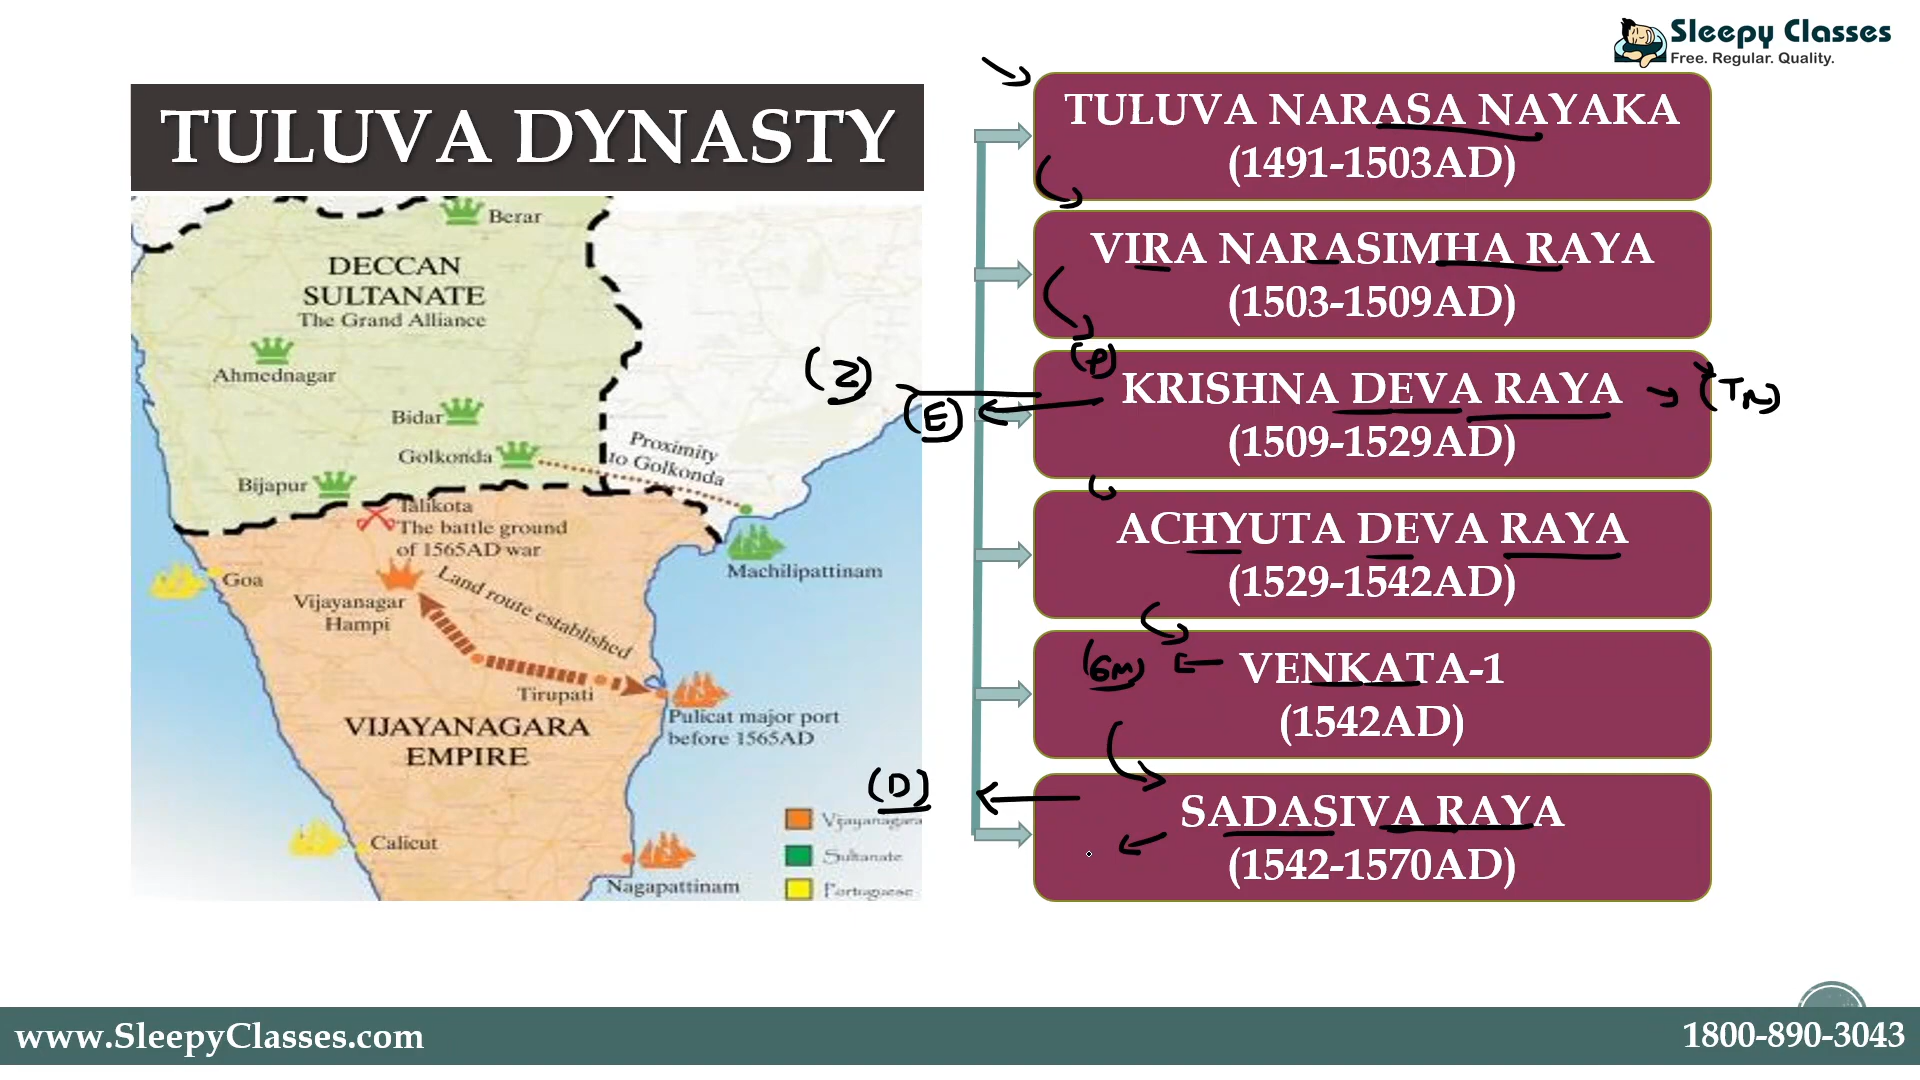 Sleepy Classes
Free. Regular. Quality.
TULUVA DYNASTY
Berar
DECCAN
SULTANATE
The Grand Alliance
Ahmednagar
Bidar
Golkonda
Proximity
to Golkonda
Bijapur
Talikota
The battle ground
of 1565AD war
Machilipattinam
Goa
Land route established
Vijayanagar
Hampi
Tirupati
Pulicat major port
before 1565AD
VIJAYANAGARA
EMPIRE
Calicut
Nagapattinam
Vijayanagara
Sultanate
Portuguese
TULUVA NARASA NAYAKA
(1491-1503AD)
VIRA NARASIMHA RAYA
(1503-1509AD)
(P)
(E)
KRISHNA DEVA RAYA
(1509-1529AD)
ACHYUTA DEVA RAYA
(1529-1542AD)
VENKATA-1
(1542AD)
(D)
SADASIVA RAYA
(1542-1570AD)
www.SleepyClasses.com
1800-890-3043